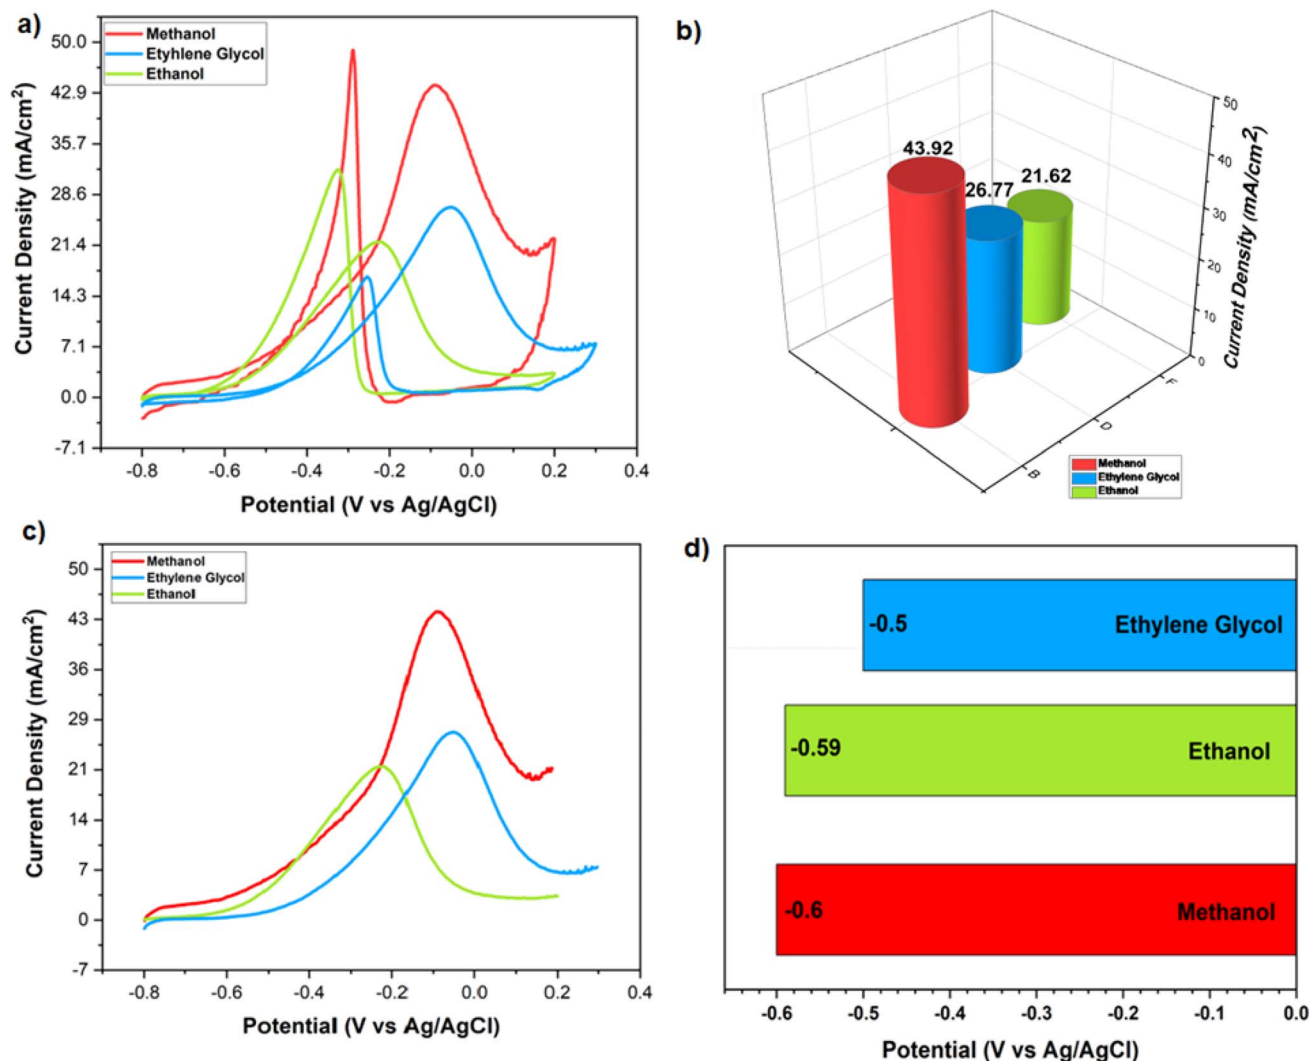 a)
Methanol
Etyhlene Glycol
Ethanol
50.0
42.9
35.7
28.6
21.4
14.3
7.1
0.0
-7.1
Current Density (mA/cm²)
-0.8 -0.6 -0.4 -0.2 0.0 0.2 0.4
Potential (V vs Ag/AgCl)
b)
43.92
26.77
21.62
50
40
30
20
10
0
Current Density (mA/cm²)
B
D
F
Methanol
Ethylene Glycol
Ethanol
c)
Methanol
Ethylene Glycol
Ethanol
50
43
36
29
21
14
7
0
-7
Current Density (mA/cm²)
-0.8 -0.6 -0.4 -0.2 0.0 0.2 0.4
Potential (V vs Ag/AgCl)
d)
-0.5 Ethylene Glycol
-0.59 Ethanol
-0.6 Methanol
-0.6 -0.5 -0.4 -0.3 -0.2 -0.1 0.0
Potential (V vs Ag/AgCl)